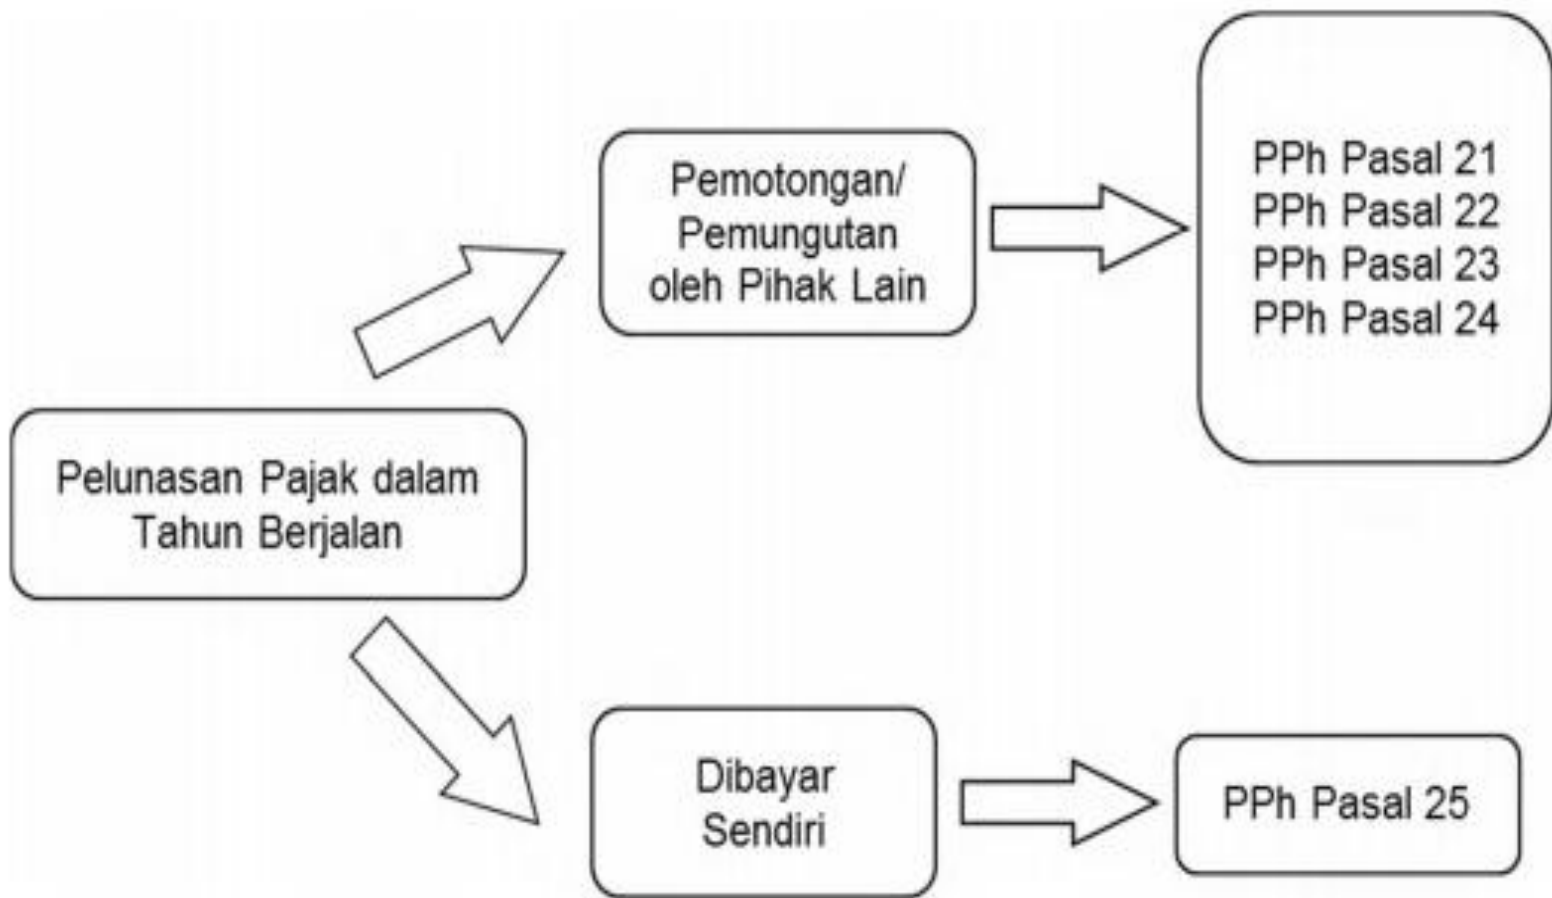 Pelunasan Pajak dalam
Tahun Berjalan
Pemotongan/
Pemungutan
oleh Pihak Lain
PPh Pasal 21
PPh Pasal 22
PPh Pasal 23
PPh Pasal 24
Dibayar
Sendiri
PPh Pasal 25